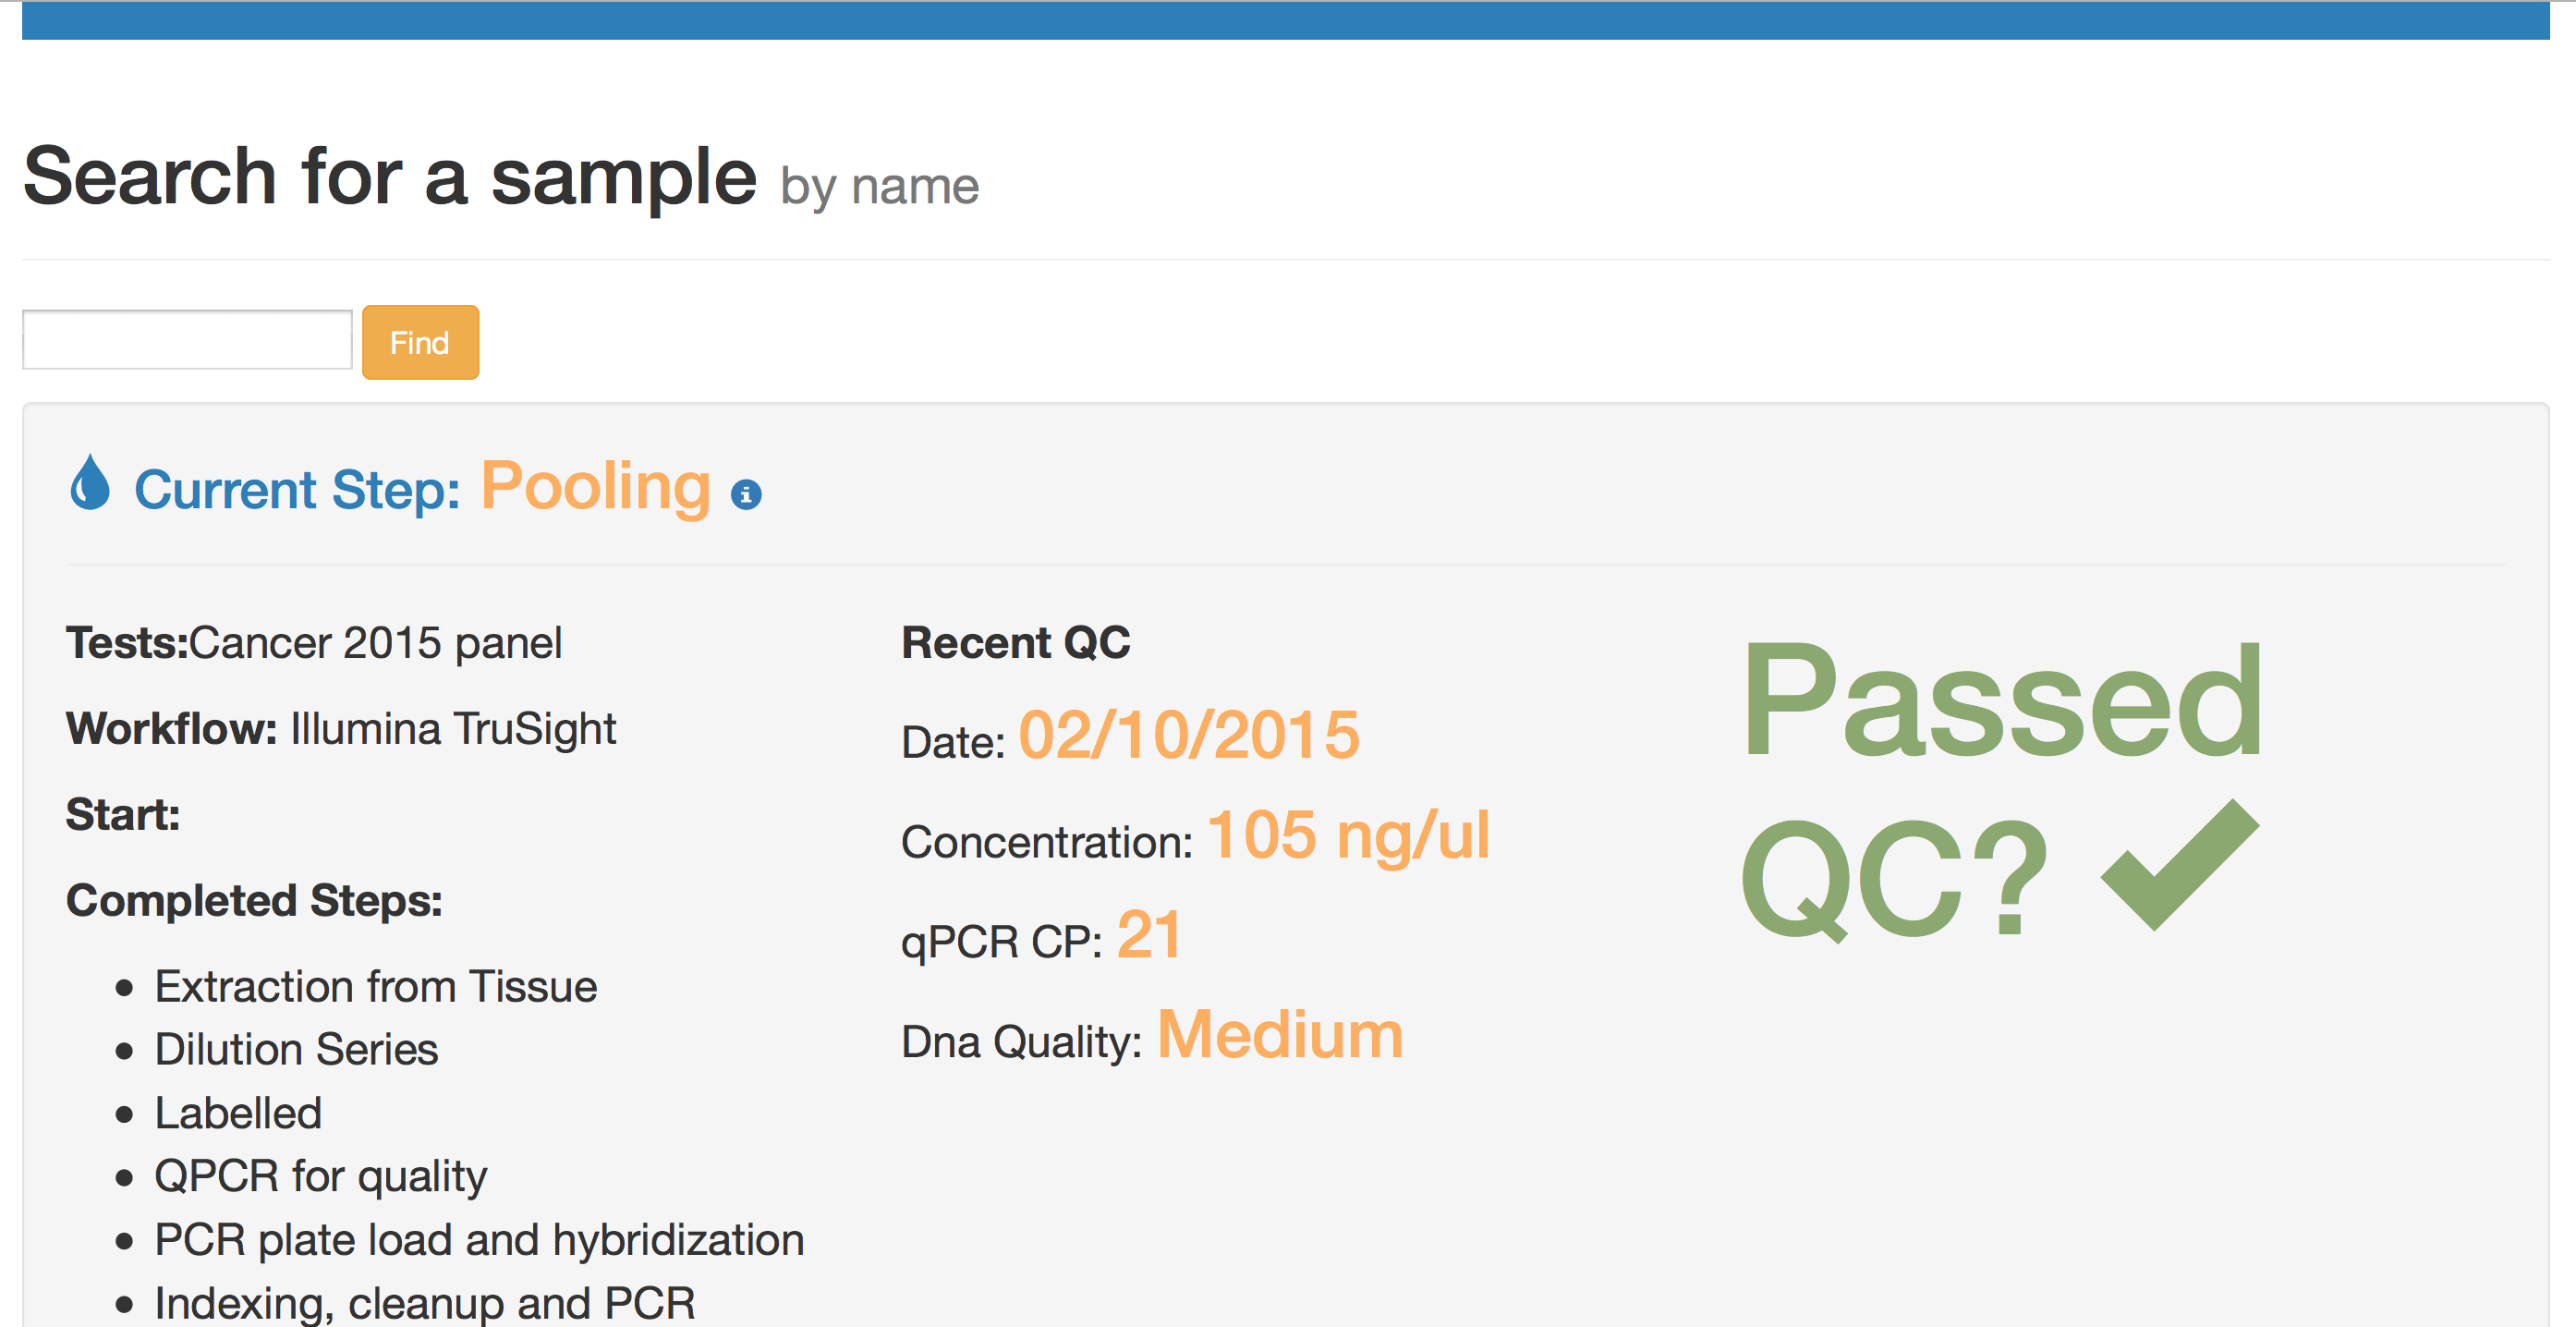 Search for a sample by name
Find
Current Step: Pooling
Tests:Cancer 2015 panel
Workflow: Illumina TruSight
Start:
Completed Steps:
Extraction from Tissue
Dilution Series
Labelled
QPCR for quality
PCR plate load and hybridization
Indexing, cleanup and PCR
Recent QC
Date: 02/10/2015
Concentration: 105 ng/ul
qPCR CP: 21
Dna Quality: Medium
Passed
QC?